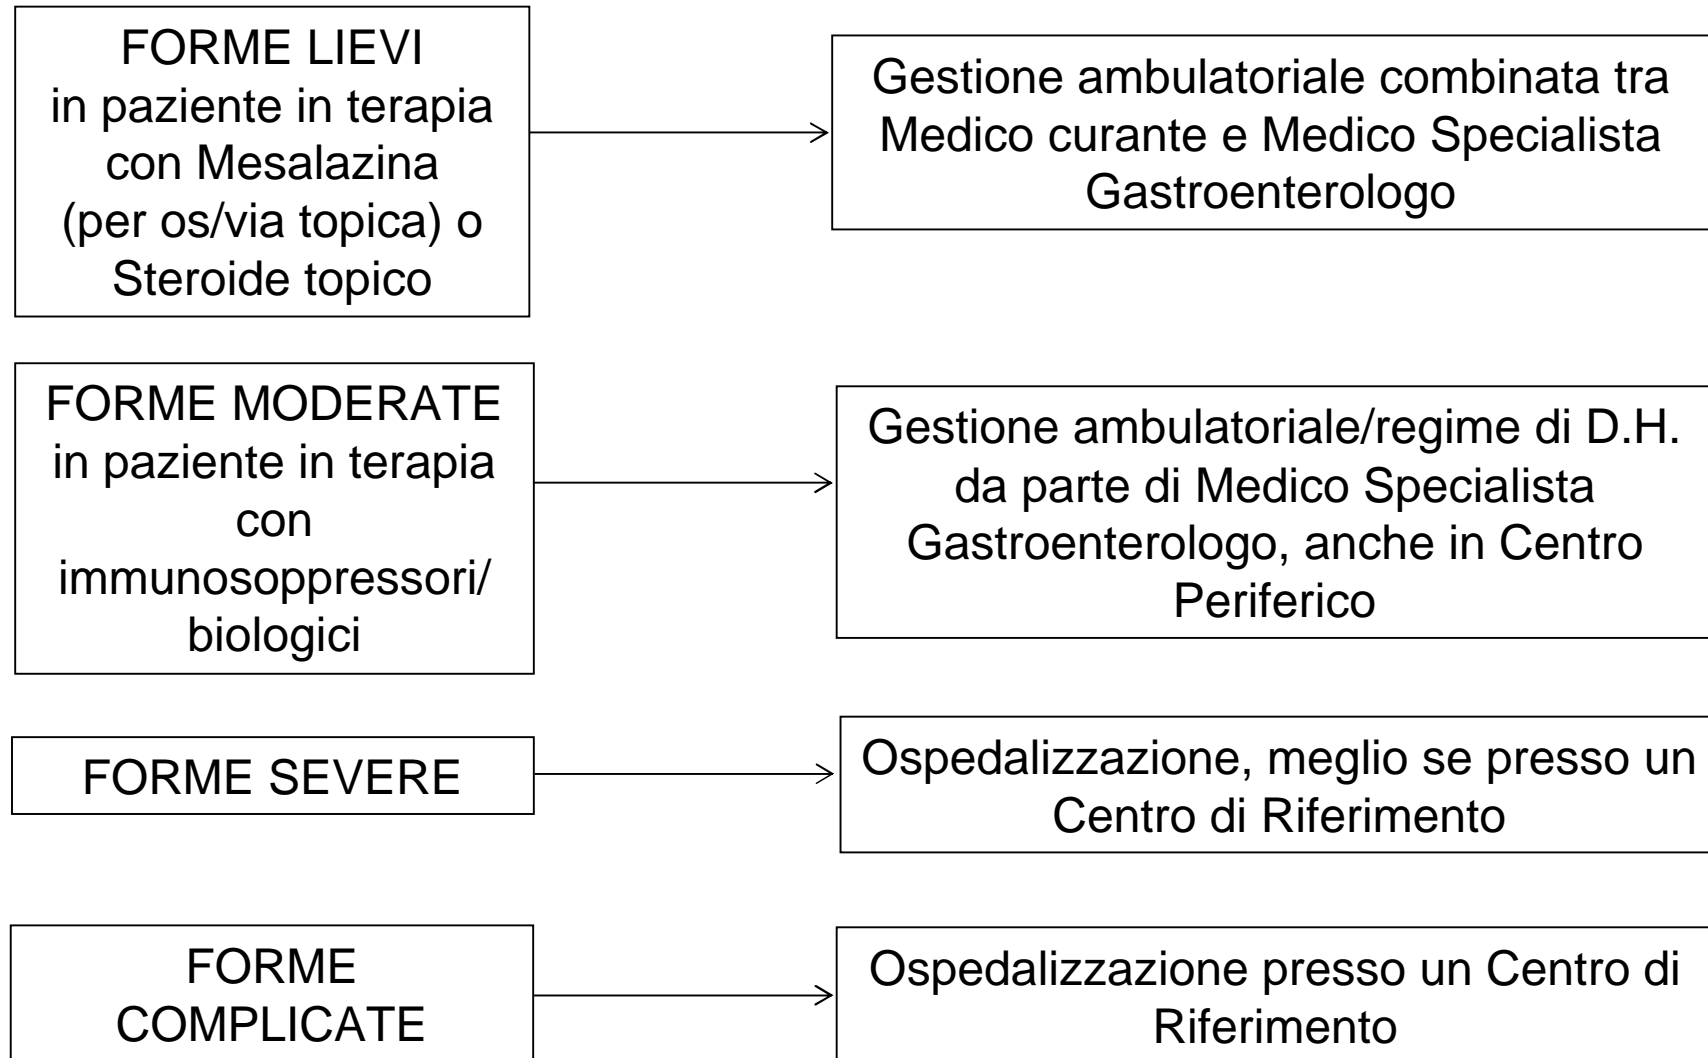 FORME LIEVI
in paziente in terapia
con Mesalazina
(per os/via topica) o
Steroide topico
Gestione ambulatoriale combinata tra
Medico curante e Medico Specialista
Gastroenterologo
FORME MODERATE
in paziente in terapia
con
immunosoppressori/
biologici
Gestione ambulatoriale/regime di D.H.
da parte di Medico Specialista
Gastroenterologo, anche in Centro
Periferico
FORME SEVERE
Ospedalizzazione, meglio se presso un
Centro di Riferimento
FORME
COMPLICATE
Ospedalizzazione presso un Centro di
Riferimento